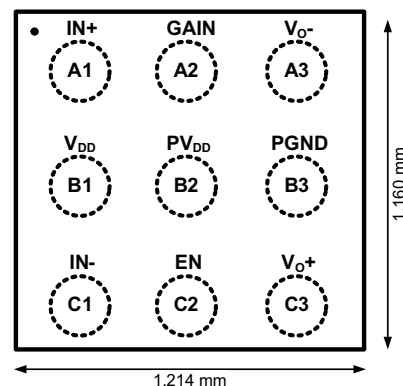 IN+ GAIN Vo-
A1 A2 A3
VDD PVDD PGND
B1 B2 B3
IN- EN Vo+
C1 C2 C3
1.160 mm
1.214 mm